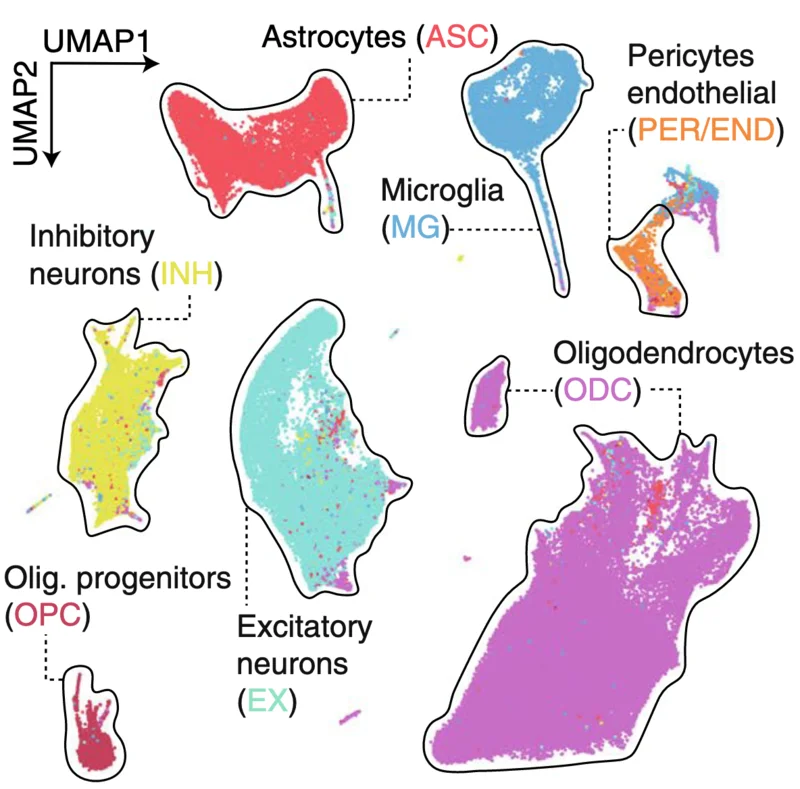 UMAP1
UMAP2
Astrocytes (ASC)
Pericytes
endothelial
(PER/END)
Microglia
(MG)
Inhibitory
neurons (INH)
Oligodendrocytes
(ODC)
Olig. progenitors
(OPC)
Excitatory
neurons
(EX)